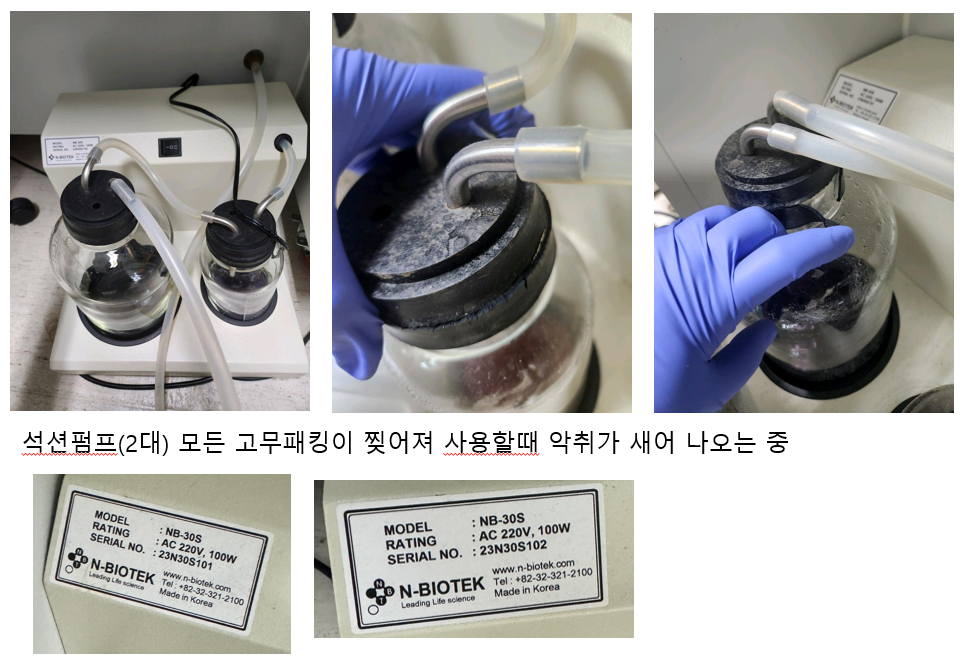 석션펌프(2대) 모든 고무패킹이 찢어져 사용할때 악취가 새어 나오는 중
MODEL : NB-30S
RATING : AC 220V, 100W
SERIAL NO. : 23N30S101
N-BIOTEK
Leading Life science
www.n-biotek.com
Tel : +82-32-321-2100
Made in Korea
MODEL : NB-30S
RATING : AC 220V, 100W
SERIAL NO. : 23N30S102
N-BIOTEK
Leading Life science
www.n-biotek.com
Tel : +82-32-321-2100
Made in Korea